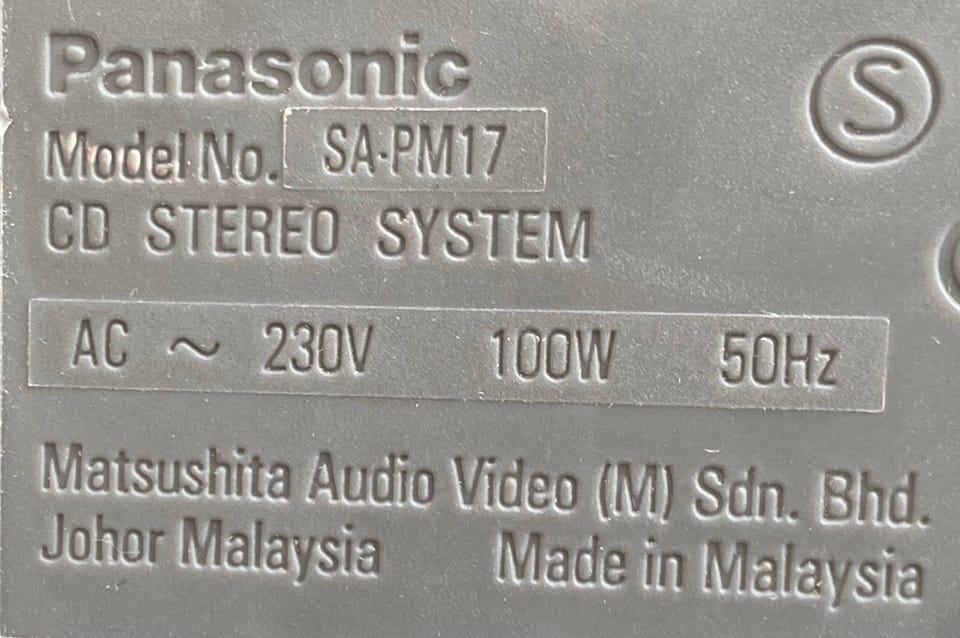 Panasonic
S
Model No. SA-PM17
CD STEREO SYSTEM
AC ~ 230V 100W 50Hz
Matsushita Audio Video (M) Sdn. Bhd.
Johor Malaysia Made in Malaysia